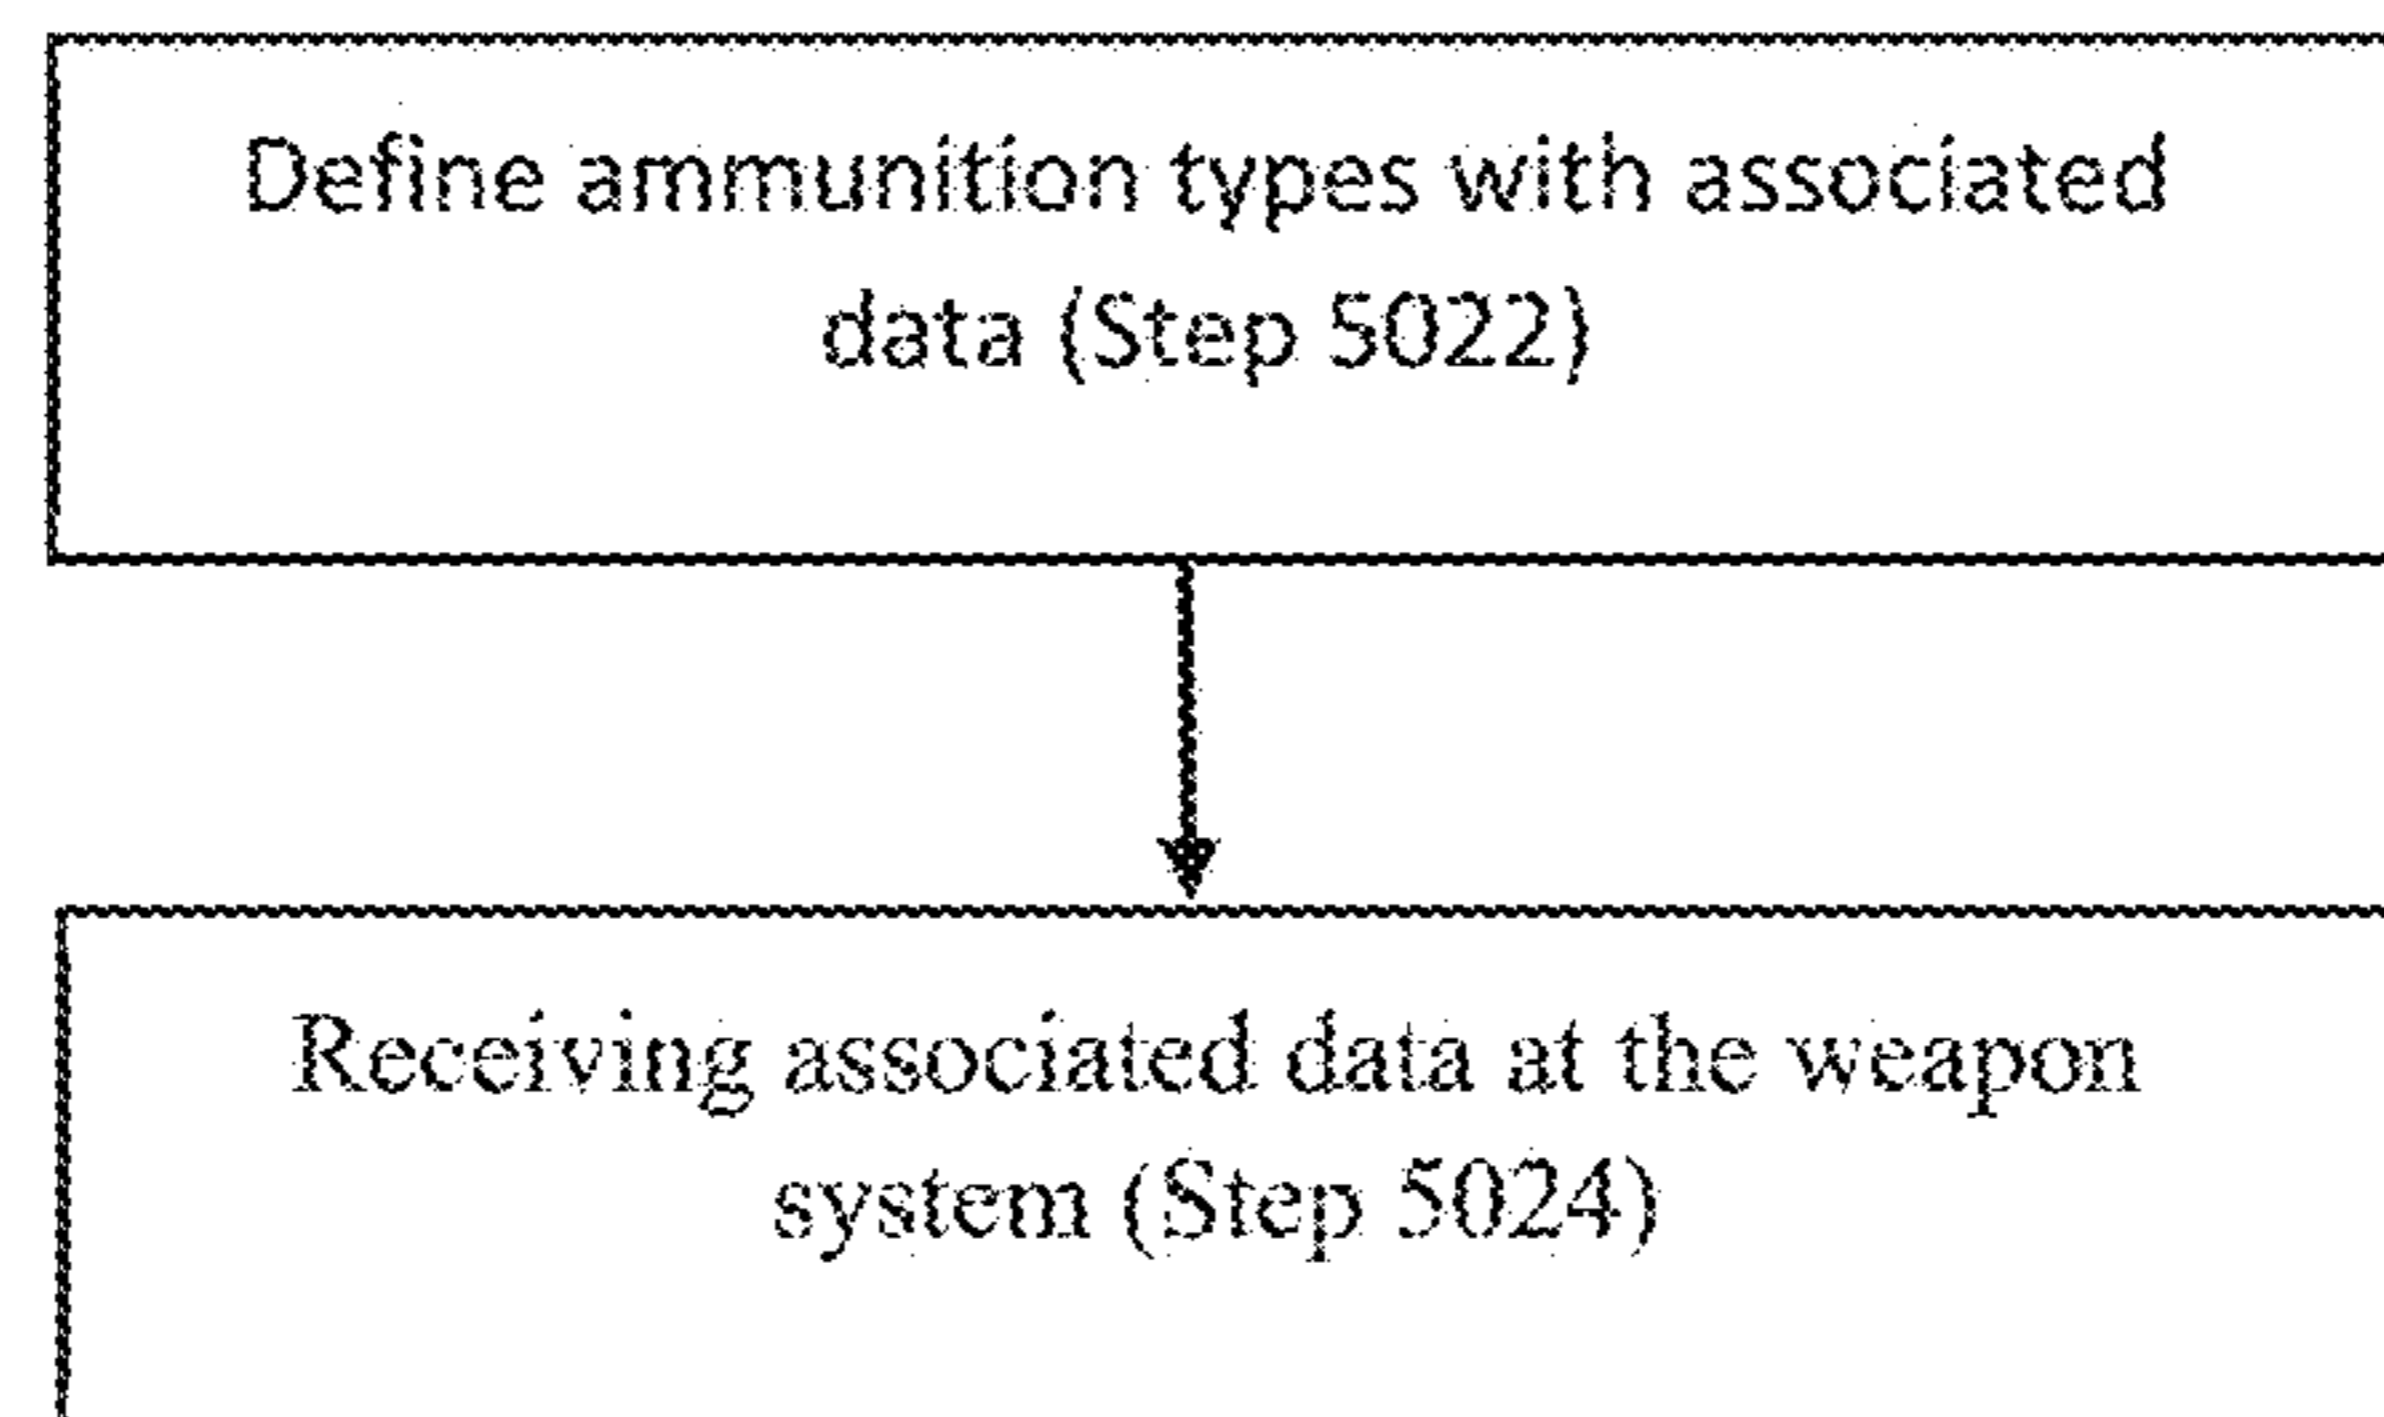 Define ammunition types with associated
data (Step 5022)
Receiving associated data at the weapon
system (Step 5024)